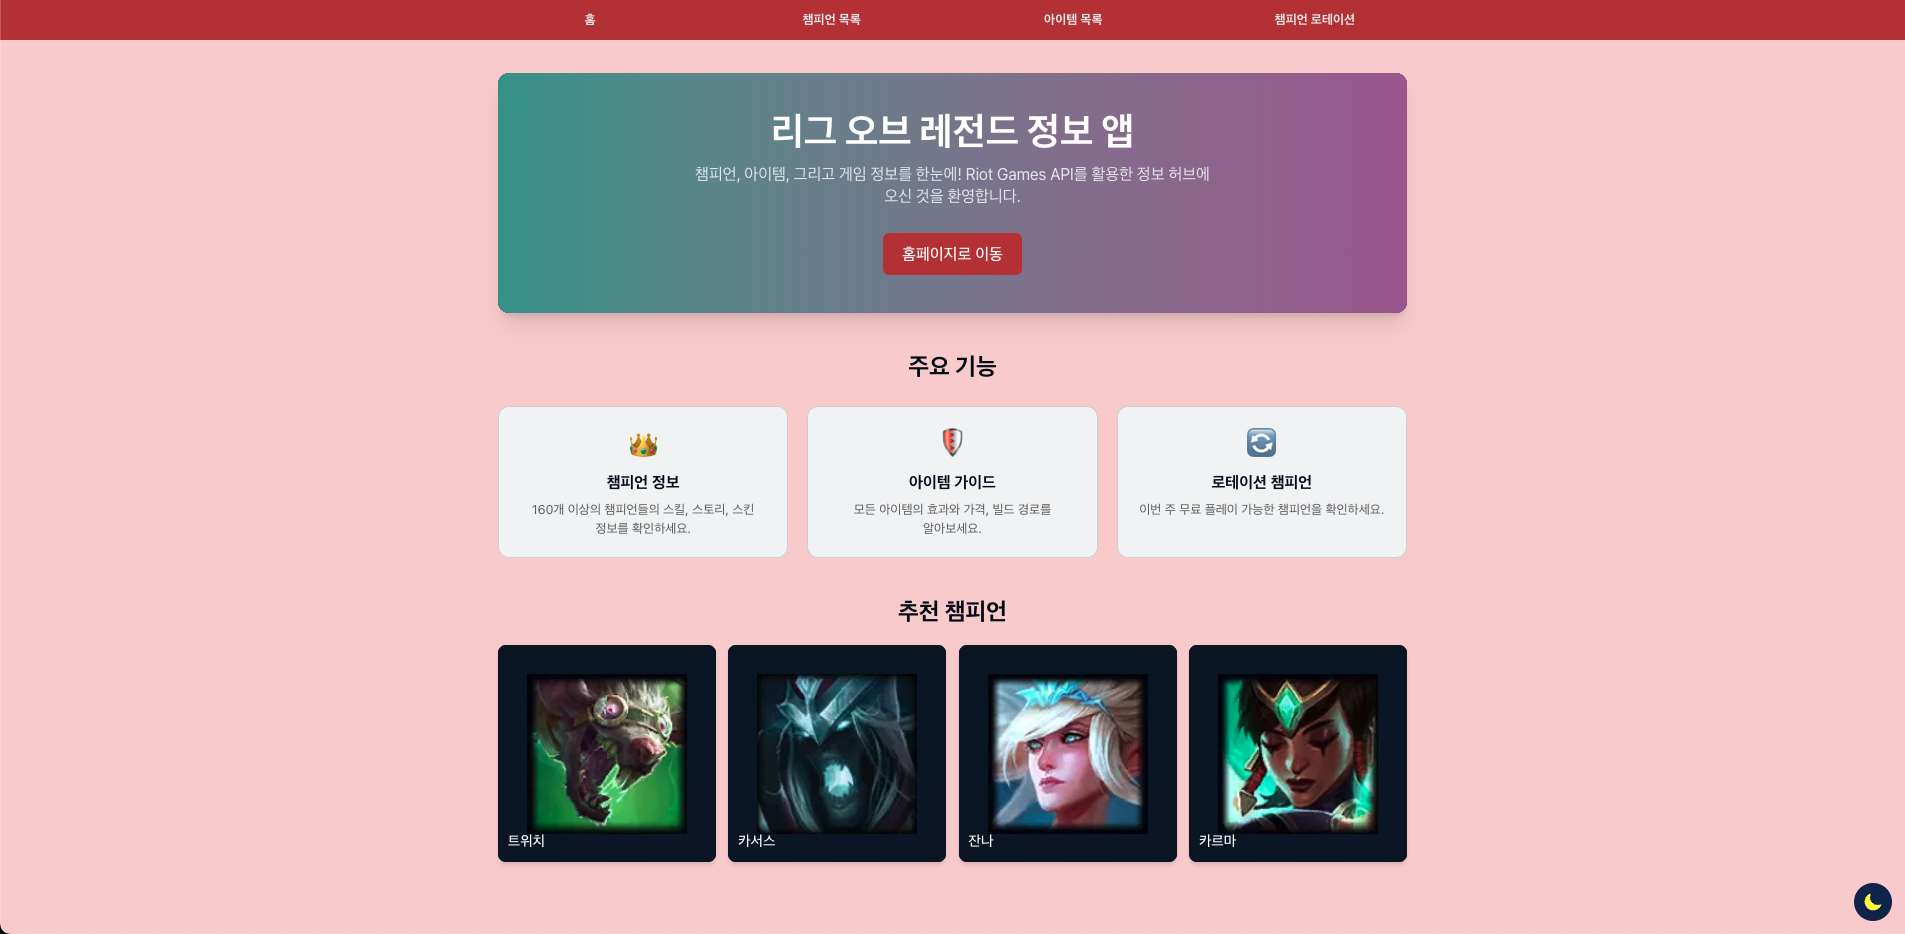 홈
챔피언 목록
아이템 목록
챔피언 로테이션
리그 오브 레전드 정보 앱
챔피언, 아이템, 그리고 게임 정보를 한눈에! Riot Games API를 활용한 정보 허브에
오신 것을 환영합니다.
홈페이지로 이동
주요 기능
챔피언 정보
160개 이상의 챔피언들의 스킬, 스토리, 스킨
정보를 확인하세요.
아이템 가이드
모든 아이템의 효과와 가격, 빌드 경로를
알아보세요.
로테이션 챔피언
이번 주 무료 플레이 가능한 챔피언을 확인하세요.
추천 챔피언
트위치
카서스
잔나
카르마